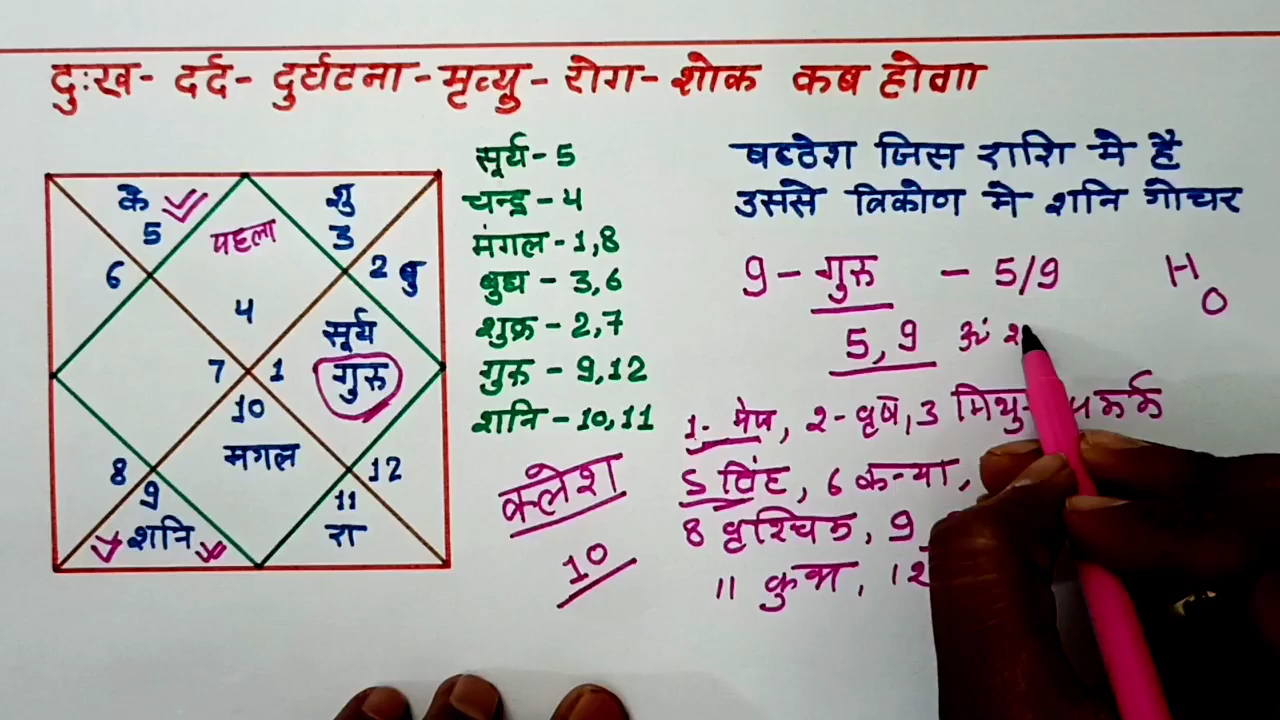 दुःख- दर्द- दुर्घटना- मृत्यु- रोग- शोक कब होगा
के
5
पहला
शु
3
6
2 बु
4
सूर्य
7
1
गुरु
10
मंगल
8
9
शनि
12
11
रा
सूर्य - 5
चन्द्र - 4
मंगल - 1,8
बुध - 3,6
शुक्र - 2,7
गुरु - 9,12
शनि - 10,11
क्लेश
10
षष्ठेश जिस राशि मे है
उससे त्रिकोण मे शनि गोचर
9 - गुरु - 5/9
H
0
5, 9 अं
1- मेष, 2- वृष, 3 मिथु कर्क
5 सिंह, 6 कन्या,
8 वृश्चिक, 9
11 कुम्भ, 12